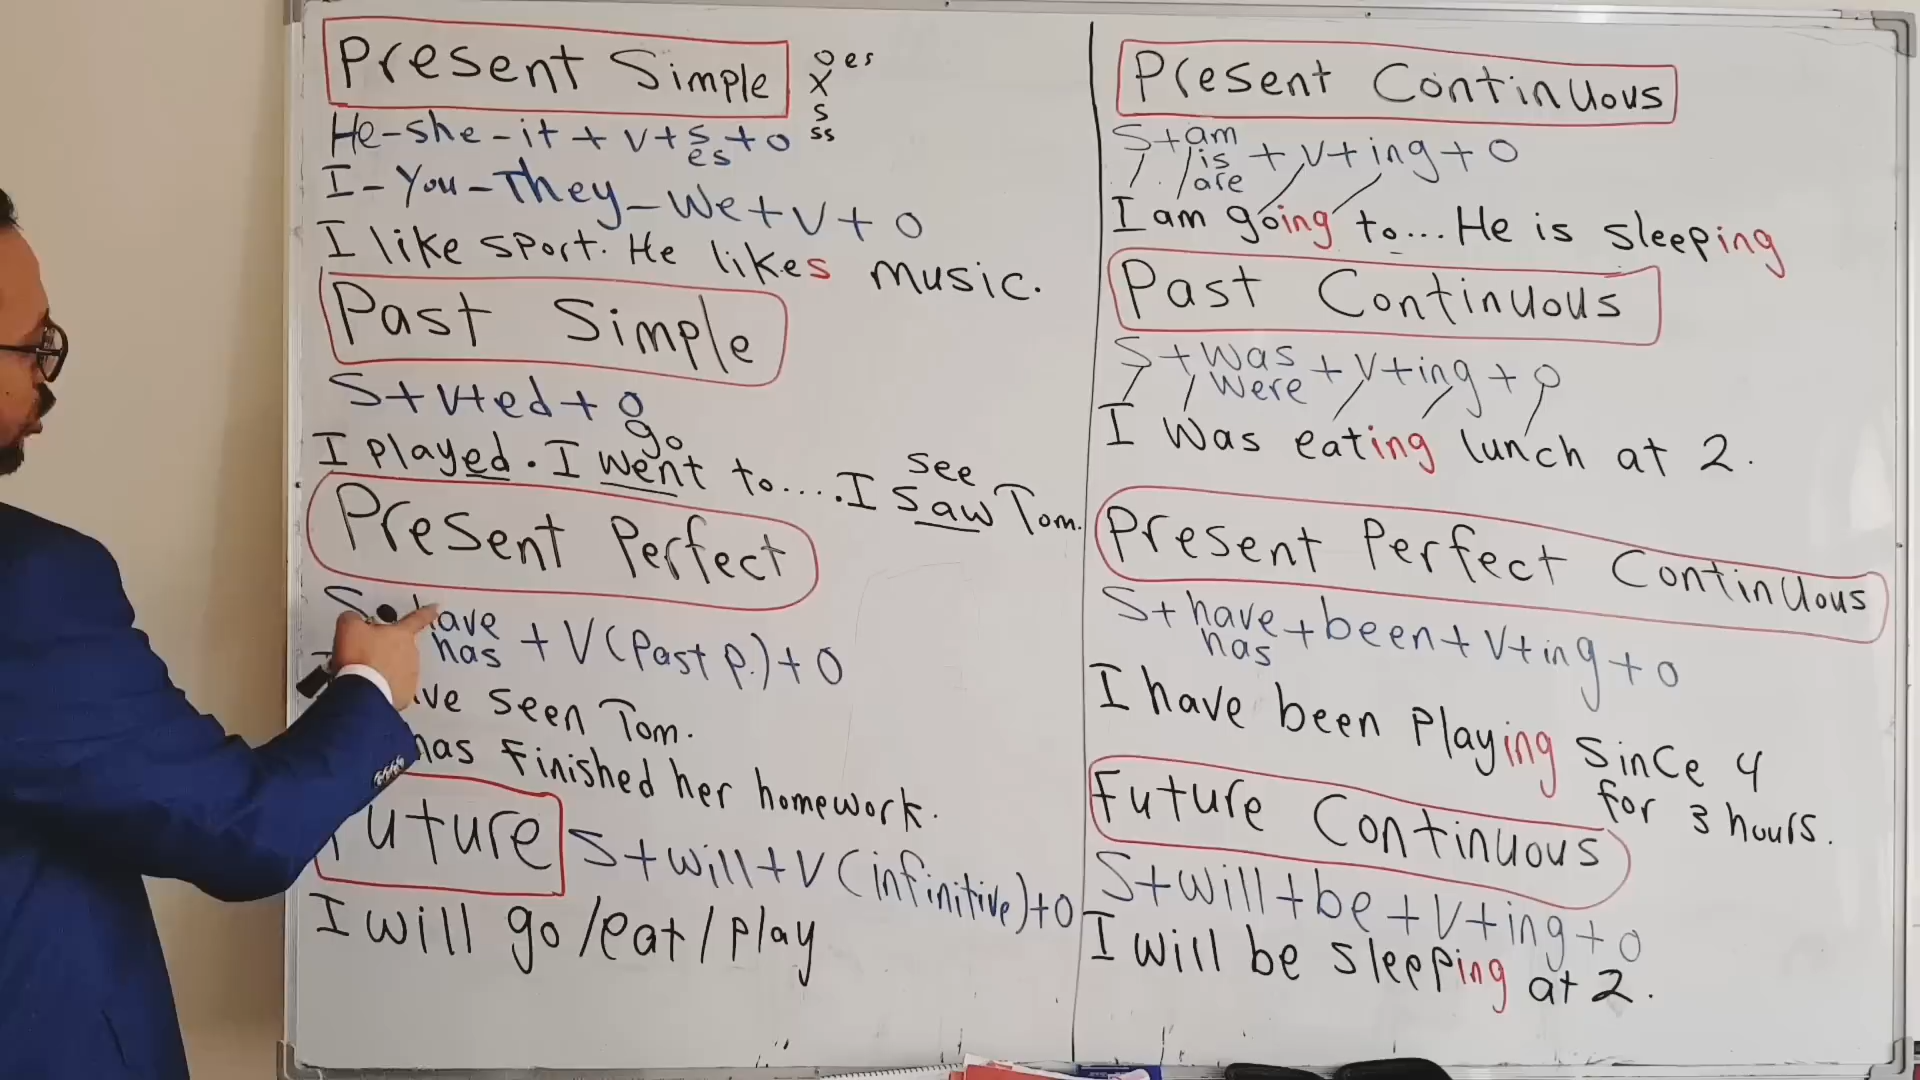 Present Simple
oes
x
s
ss
He-she-it + v+s+o
es
I-You-They-We+v+o
I like sport. He likes music.
Past Simple
S+v+ed+o
go
I played. I went to.....I saw Tom.
see
Present Perfect
S have + V(Past p.)+o
has
ve seen Tom.
has Finished her homework.
Future S+will+V(infinitive)+o
I will go/eat/play
Present Continuous
S+am + v+ing+o
is
are
I am going to... He is sleeping
Past Continuous
S+was + v+ing+o
were
I was eating lunch at 2.
Present Perfect Continuous
S+have+been+v+ing+o
has
I have been Playing since 4
for 3 hours.
Future Continuous
S+will+be+v+ing+o
I will be sleeping at 2.